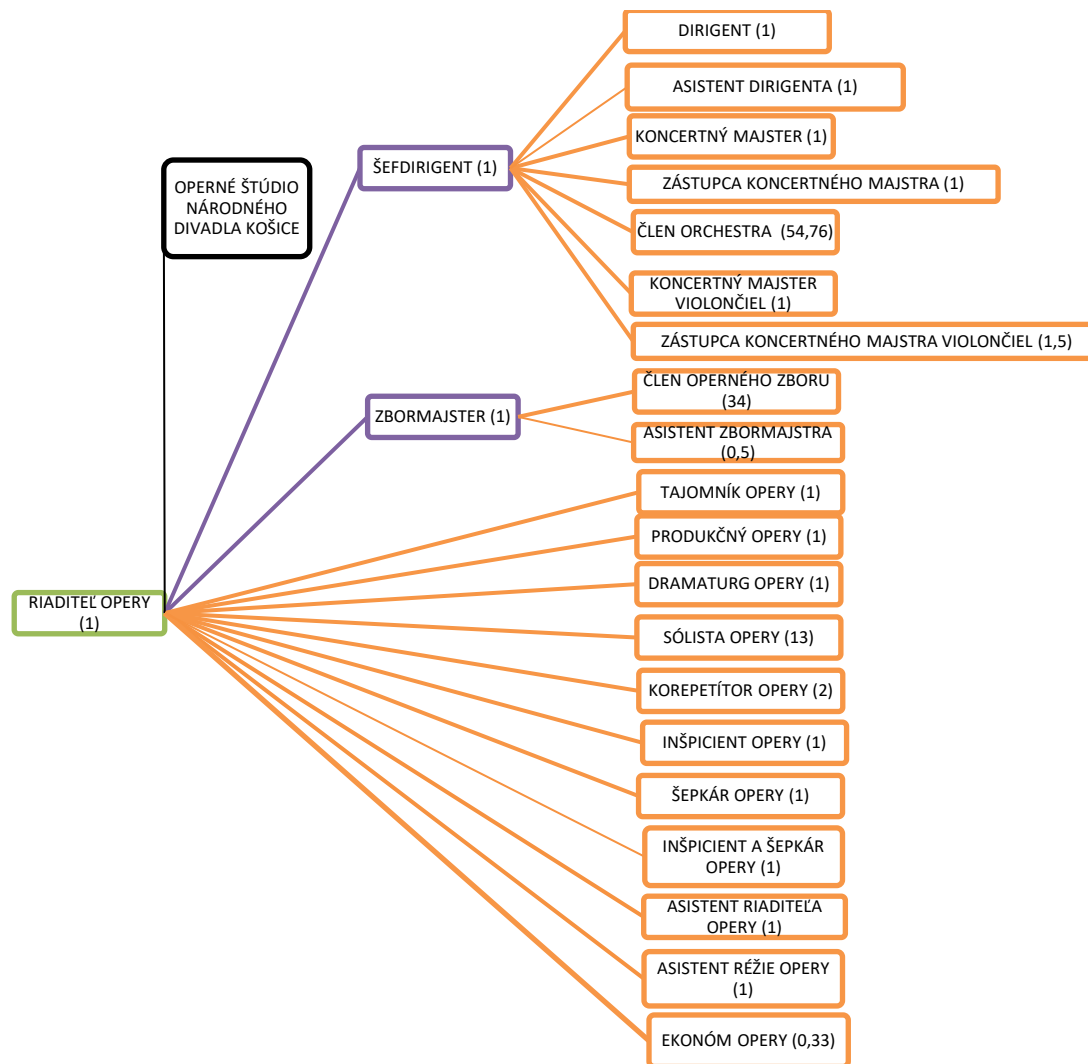 DIRIGENT (1)
ASISTENT DIRIGENTA (1)
KONCERTNÝ MAJSTER (1)
ŠEFDIRIGENT (1)
ZÁSTUPCA KONCERTNÉHO MAJSTRA (1)
OPERNÉ ŠTÚDIO
NÁRODNÉHO
DIVADLA KOŠICE
ČLEN ORCHESTRA  (54,76)
KONCERTNÝ MAJSTER
VIOLONČIEL (1)
ZÁSTUPCA KONCERTNÉHO MAJSTRA VIOLONČIEL (1,5)
ZBORMAJSTER (1)
ČLEN OPERNÉHO ZBORU
(34)
ASISTENT ZBORMAJSTRA
(0,5)
TAJOMNÍK OPERY (1)
PRODUKČNÝ OPERY (1)
DRAMATURG OPERY (1)
RIADITEĽ OPERY
(1)
SÓLISTA OPERY (13)
KOREPETÍTOR OPERY (2)
INŠPICIENT OPERY (1)
ŠEPKÁR OPERY (1)
INŠPICIENT A ŠEPKÁR
OPERY (1)
ASISTENT RIADITEĽA
OPERY (1)
ASISTENT RÉŽIE OPERY
(1)
EKONÓM OPERY (0,33)